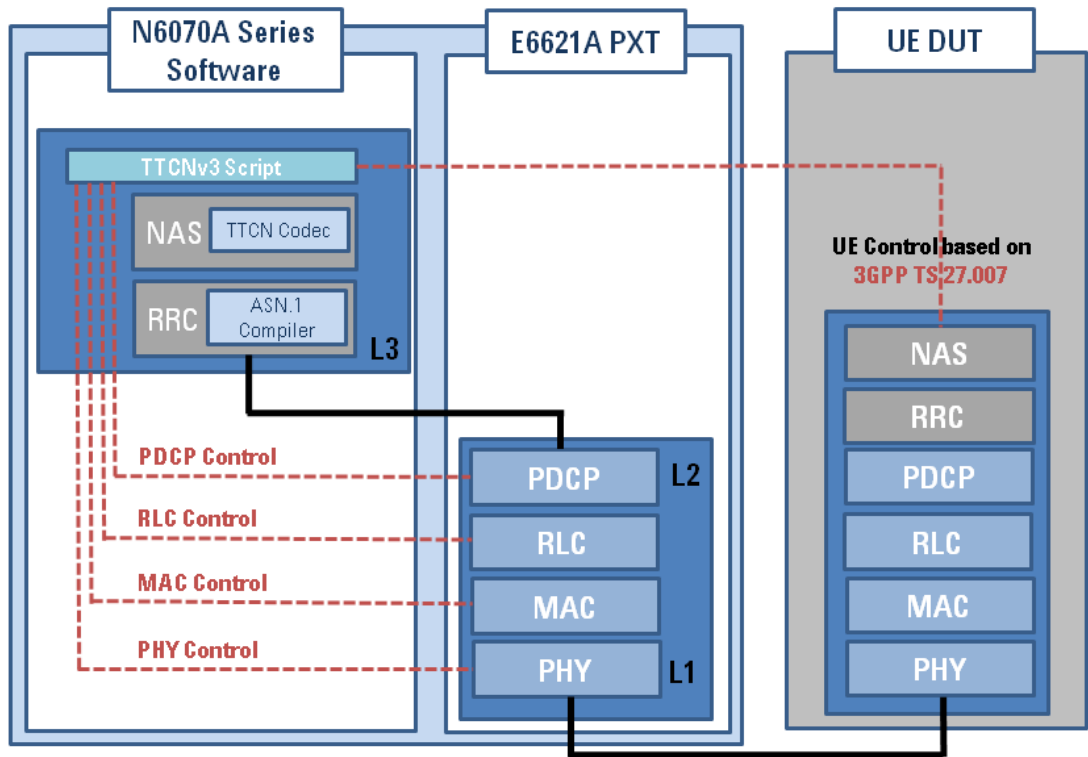 N6070A Series
Software
E6621A PXT
UE DUT
TTCNv3 Script
NAS
TTCN Codec
RRC
ASN.1
Compiler
L3
UE Control based on
3GPP TS 27.007
NAS
RRC
PDCP
RLC
MAC
PHY
PDCP Control
RLC Control
MAC Control
PHY Control
PDCP
L2
RLC
MAC
PHY
L1